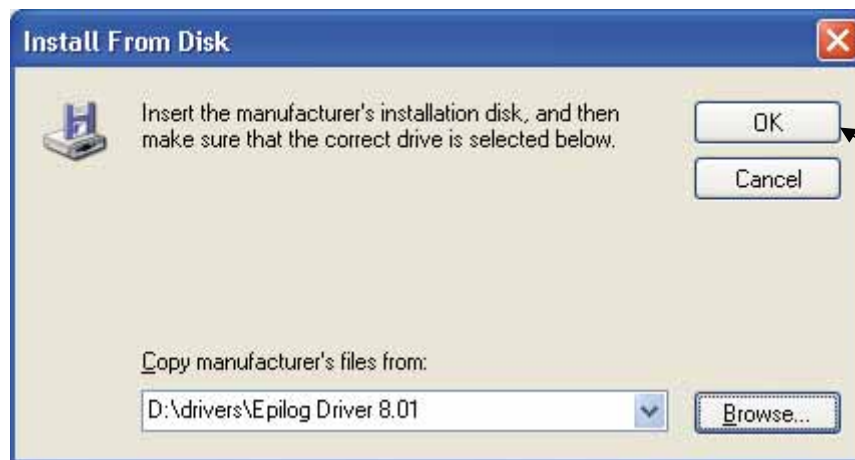 Install From Disk
Insert the manufacturer's installation disk, and then
make sure that the correct drive is selected below.
OK
Cancel
Copy manufacturer's files from:
D:\drivers\Epilog Driver 8.01
Browse...